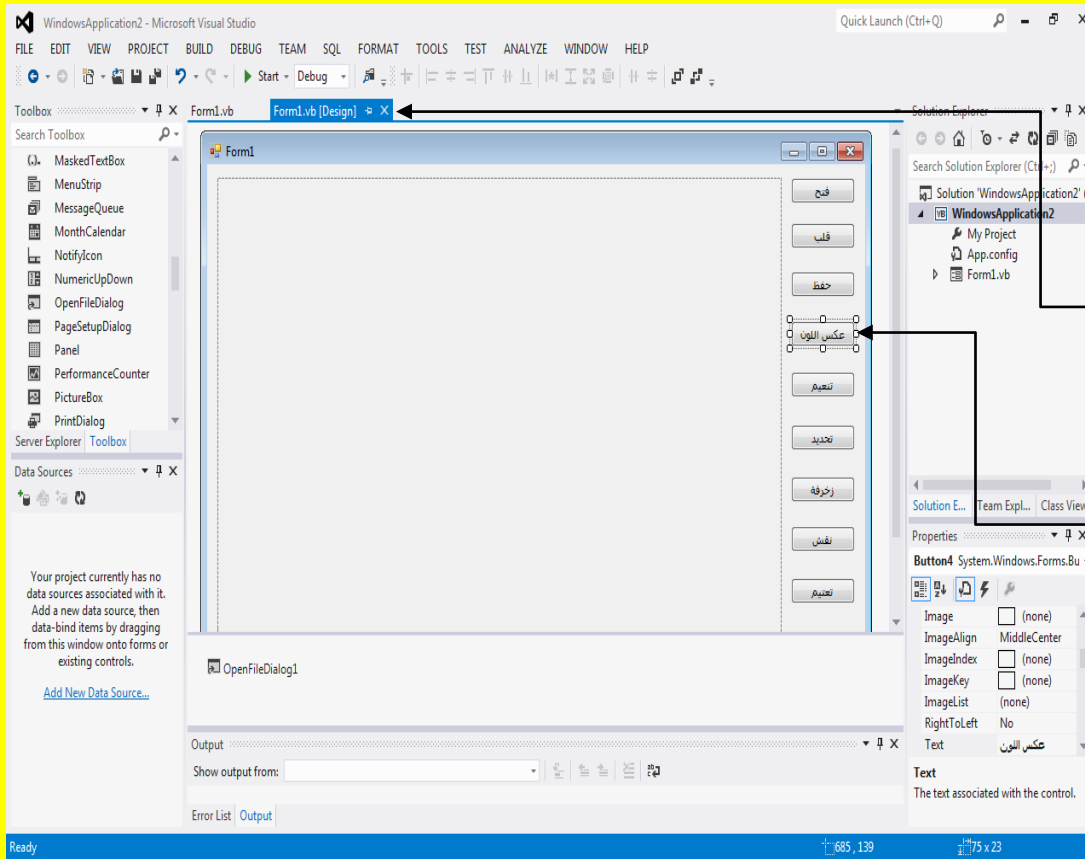 WindowsApplication2 - Microsoft Visual Studio
Quick Launch (Ctrl+Q)
FILE EDIT VIEW PROJECT BUILD DEBUG TEAM SQL FORMAT TOOLS TEST ANALYZE WINDOW HELP
Start Debug
Toolbox
Search Toolbox
MaskedTextBox
MenuStrip
MessageQueue
MonthCalendar
NotifyIcon
NumericUpDown
OpenFileDialog
PageSetupDialog
Panel
PerformanceCounter
PictureBox
PrintDialog
Server Explorer Toolbox
Data Sources
Your project currently has no
data sources associated with it.
Add a new data source, then
data-bind items by dragging
from this window onto forms or
existing controls.
Add New Data Source...
Form1.vb Form1.vb [Design]
Form1
فتح
قلب
حفظ
عكس اللون
تنعيم
تحديد
زخرفة
نقش
تعتيم
OpenFileDialog1
Output
Show output from:
Error List Output
Solution Explorer
Search Solution Explorer (Ctrl+;)
Solution 'WindowsApplication2' (
VB WindowsApplication2
My Project
App.config
Form1.vb
Solution E... Team Expl... Class View
Properties
Button4 System.Windows.Forms.Bu
Image (none)
ImageAlign MiddleCenter
ImageIndex (none)
ImageKey (none)
ImageList (none)
RightToLeft No
Text عكس اللون
Text
The text associated with the control.
Ready 685 , 139 75 x 23